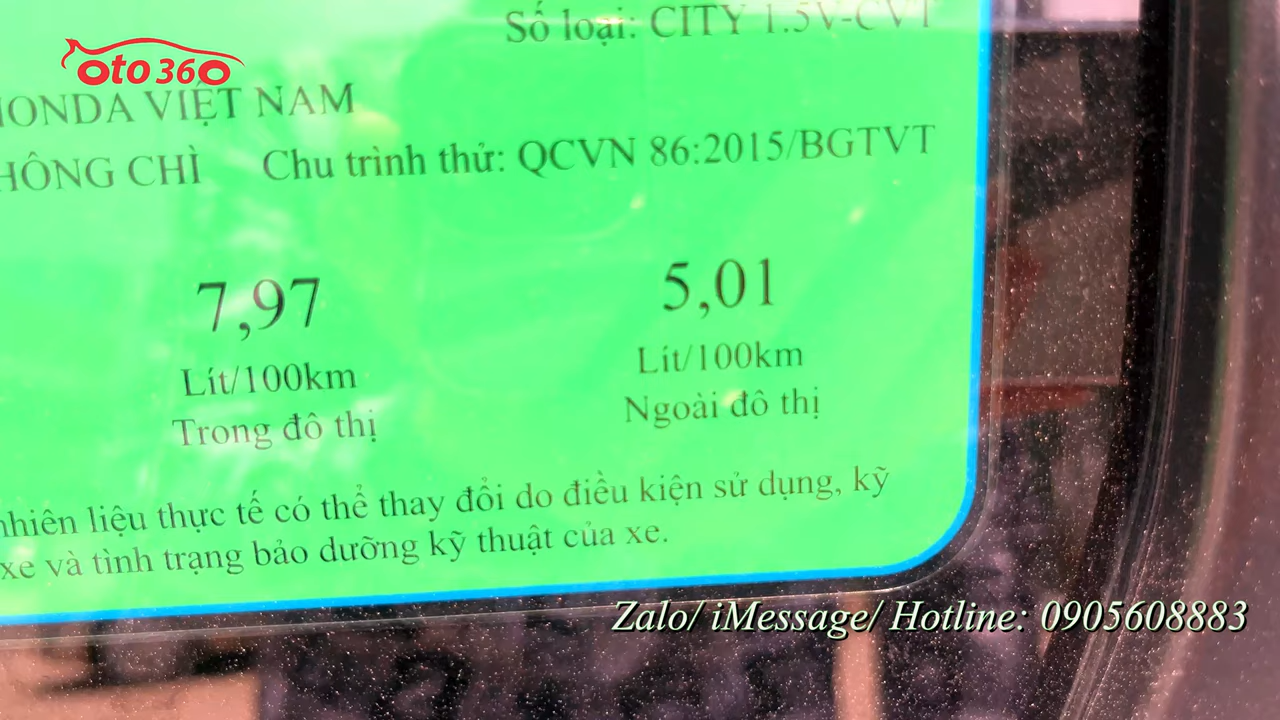 Số loại: CITY 1.5V-CVT
oto 360
HONDA VIỆT NAM
HÔNG CHÌ Chu trình thử: QCVN 86:2015/BGTVT
7,97 5,01
Lít/100km Lít/100km
Trong đô thị Ngoài đô thị
nhiên liệu thực tế có thể thay đổi do điều kiện sử dụng, kỹ
xe và tình trạng bảo dưỡng kỹ thuật của xe.
Zalo/ iMessage/ Hotline: 0905608883